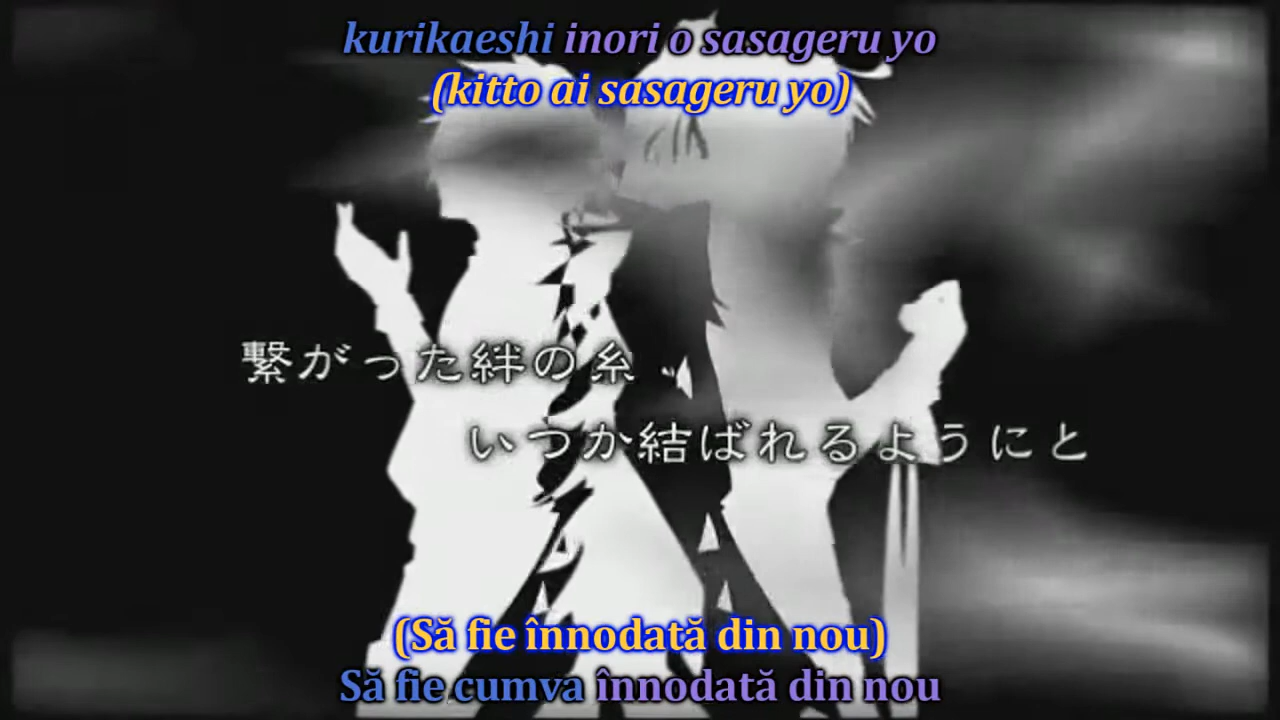 kurikaeshi inori o sasageru yo
(kitto ai sasageru yo)
繋がった絆の糸
いつか結ばれるようにと
(Să fie înnodată din nou)
Să fie cumva înnodată din nou